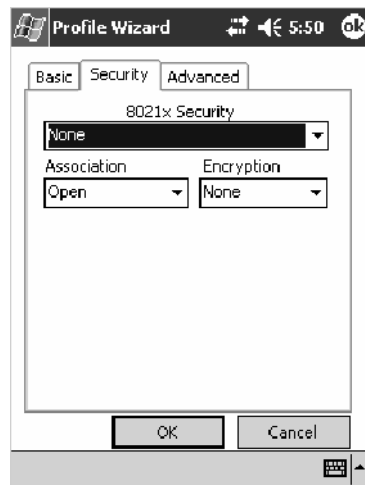 Profile Wizard 5:50 ok
Basic Security Advanced
8021x Security
None
Association Encryption
Open None
OK Cancel